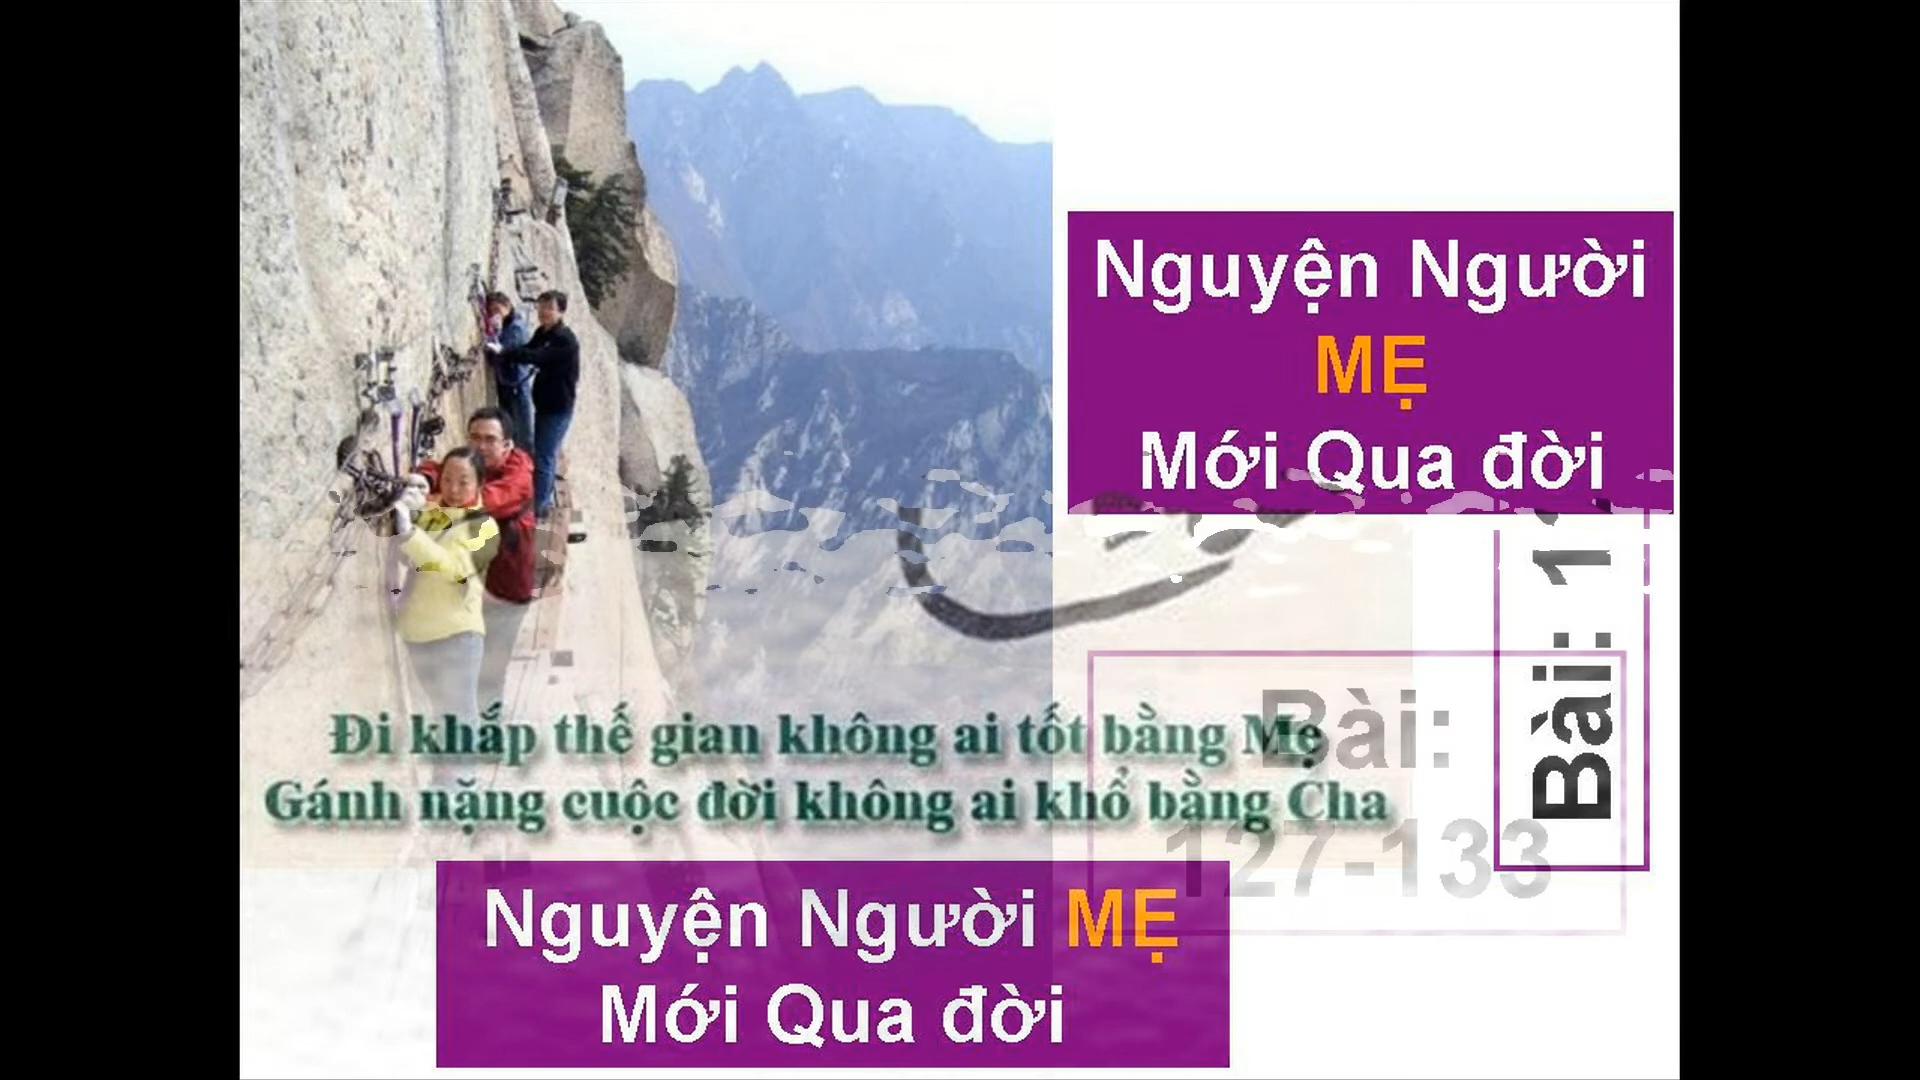 Nguyện Người
MẸ
Mới Qua đời
Bài: 1
Bài:
127-133
Đi khắp thế gian không ai tốt bằng Mẹ
Gánh nặng cuộc đời không ai khổ bằng Cha
Nguyện Người MẸ
Mới Qua đời